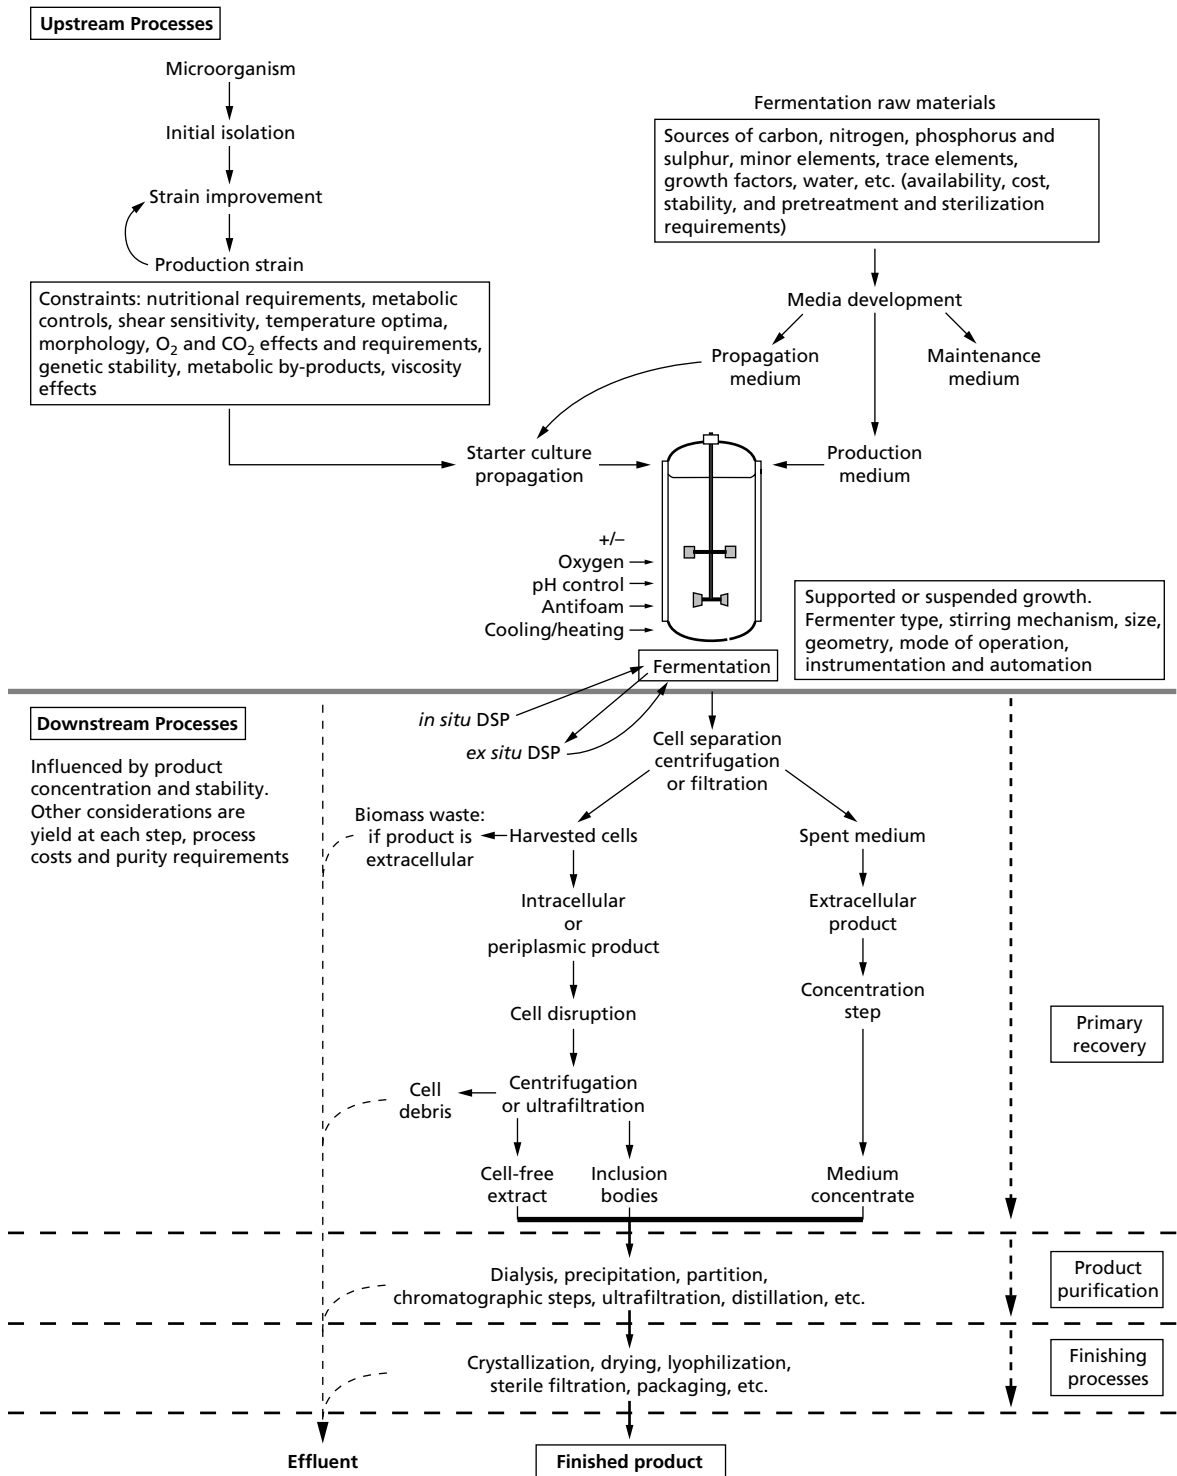 Upstream Processes
Microorganism
Initial isolation
Strain improvement
Production strain
Constraints: nutritional requirements, metabolic
controls, shear sensitivity, temperature optima,
morphology, O₂ and CO₂ effects and requirements,
genetic stability, metabolic by-products, viscosity
effects
Fermentation raw materials
Sources of carbon, nitrogen, phosphorus and
sulphur, minor elements, trace elements,
growth factors, water, etc. (availability, cost,
stability, and pretreatment and sterilization
requirements)
Media development
Propagation
medium
Maintenance
medium
Starter culture
propagation
Production
medium
+/–
Oxygen
pH control
Antifoam
Cooling/heating
Supported or suspended growth.
Fermenter type, stirring mechanism, size,
geometry, mode of operation,
instrumentation and automation
Fermentation
Downstream Processes
Influenced by product
concentration and stability.
Other considerations are
yield at each step, process
costs and purity requirements
in situ DSP
ex situ DSP
Cell separation
centrifugation
or filtration
Biomass waste:
if product is
extracellular
Harvested cells
Spent medium
Intracellular
or
periplasmic product
Extracellular
product
Cell disruption
Concentration
step
Primary
recovery
Cell
debris
Centrifugation
or ultrafiltration
Cell-free
extract
Inclusion
bodies
Medium
concentrate
Dialysis, precipitation, partition,
chromatographic steps, ultrafiltration, distillation, etc.
Product
purification
Crystallization, drying, lyophilization,
sterile filtration, packaging, etc.
Finishing
processes
Effluent
Finished product